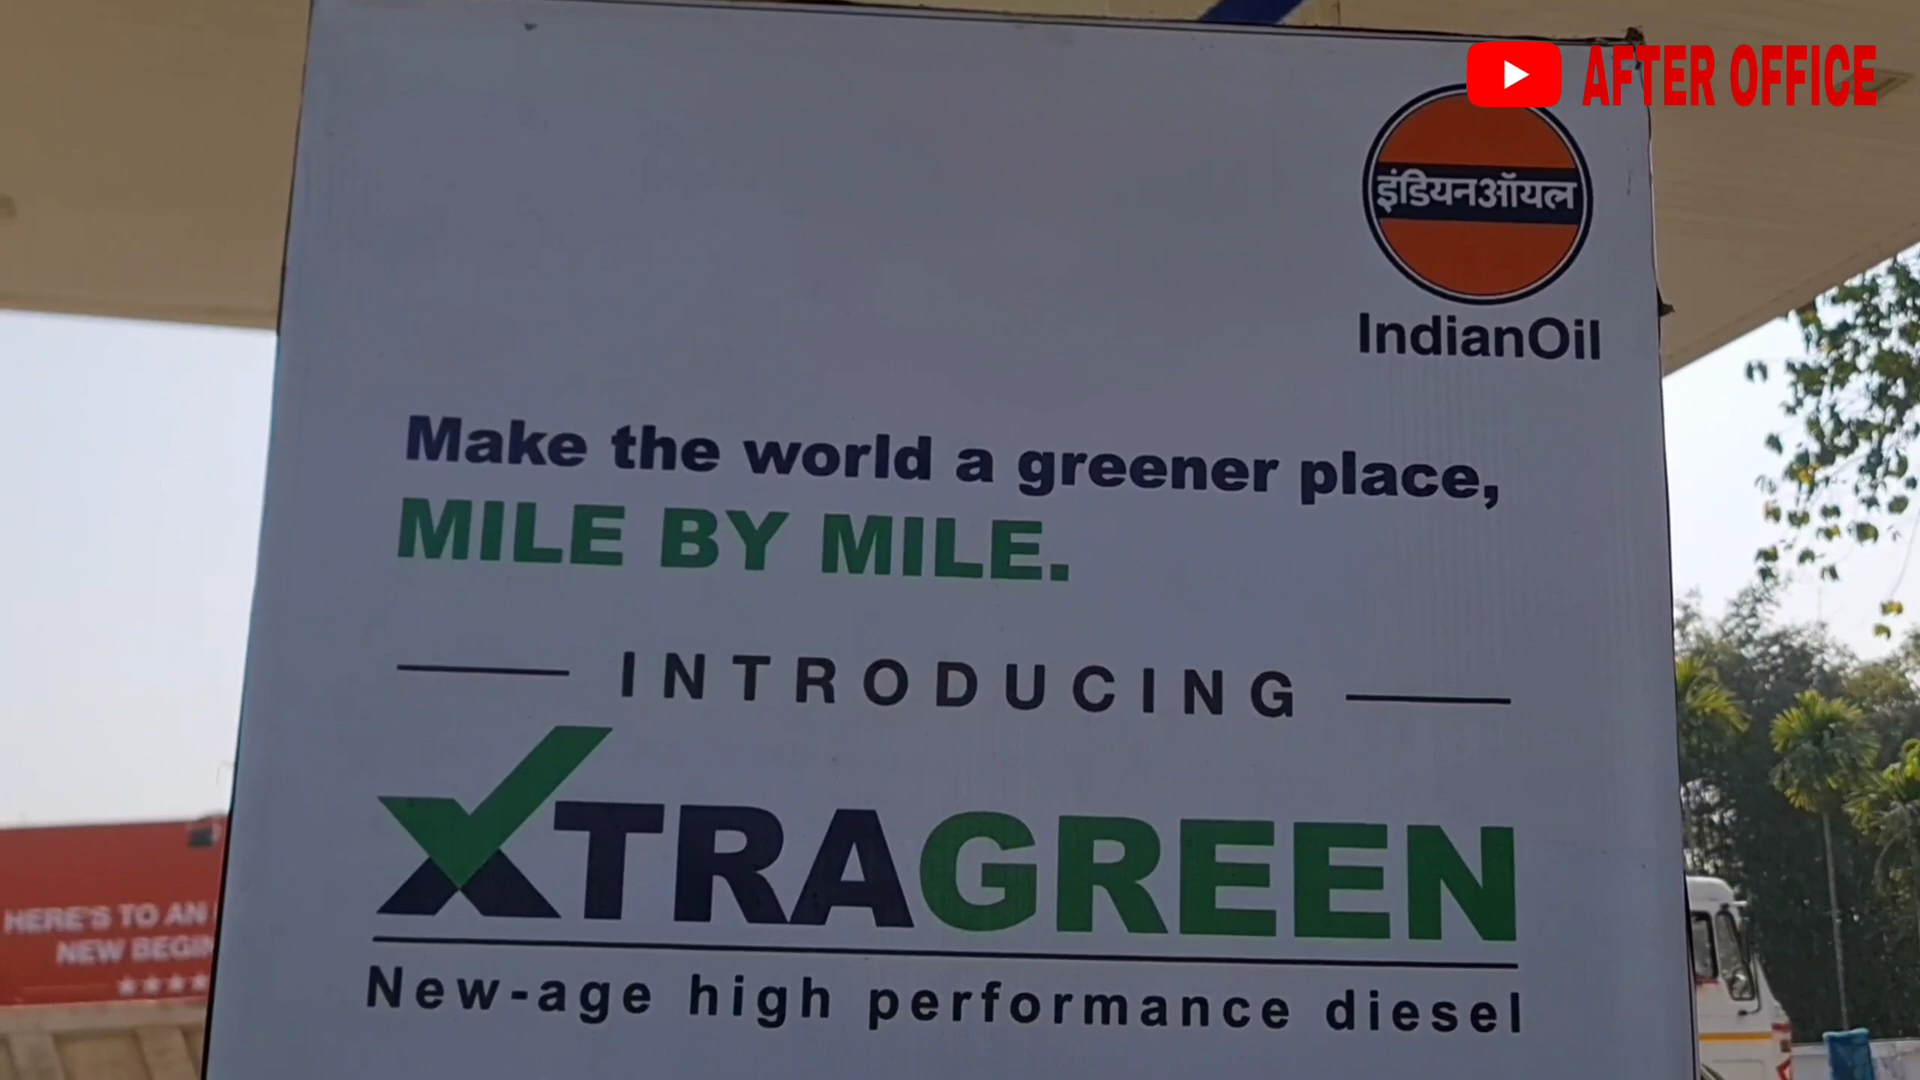 AFTER OFFICE
इंडियनऑयल
IndianOil
Make the world a greener place,
MILE BY MILE.
INTRODUCING
XTRAGREEN
New-age high performance diesel
HERE'S TO AN
NEW